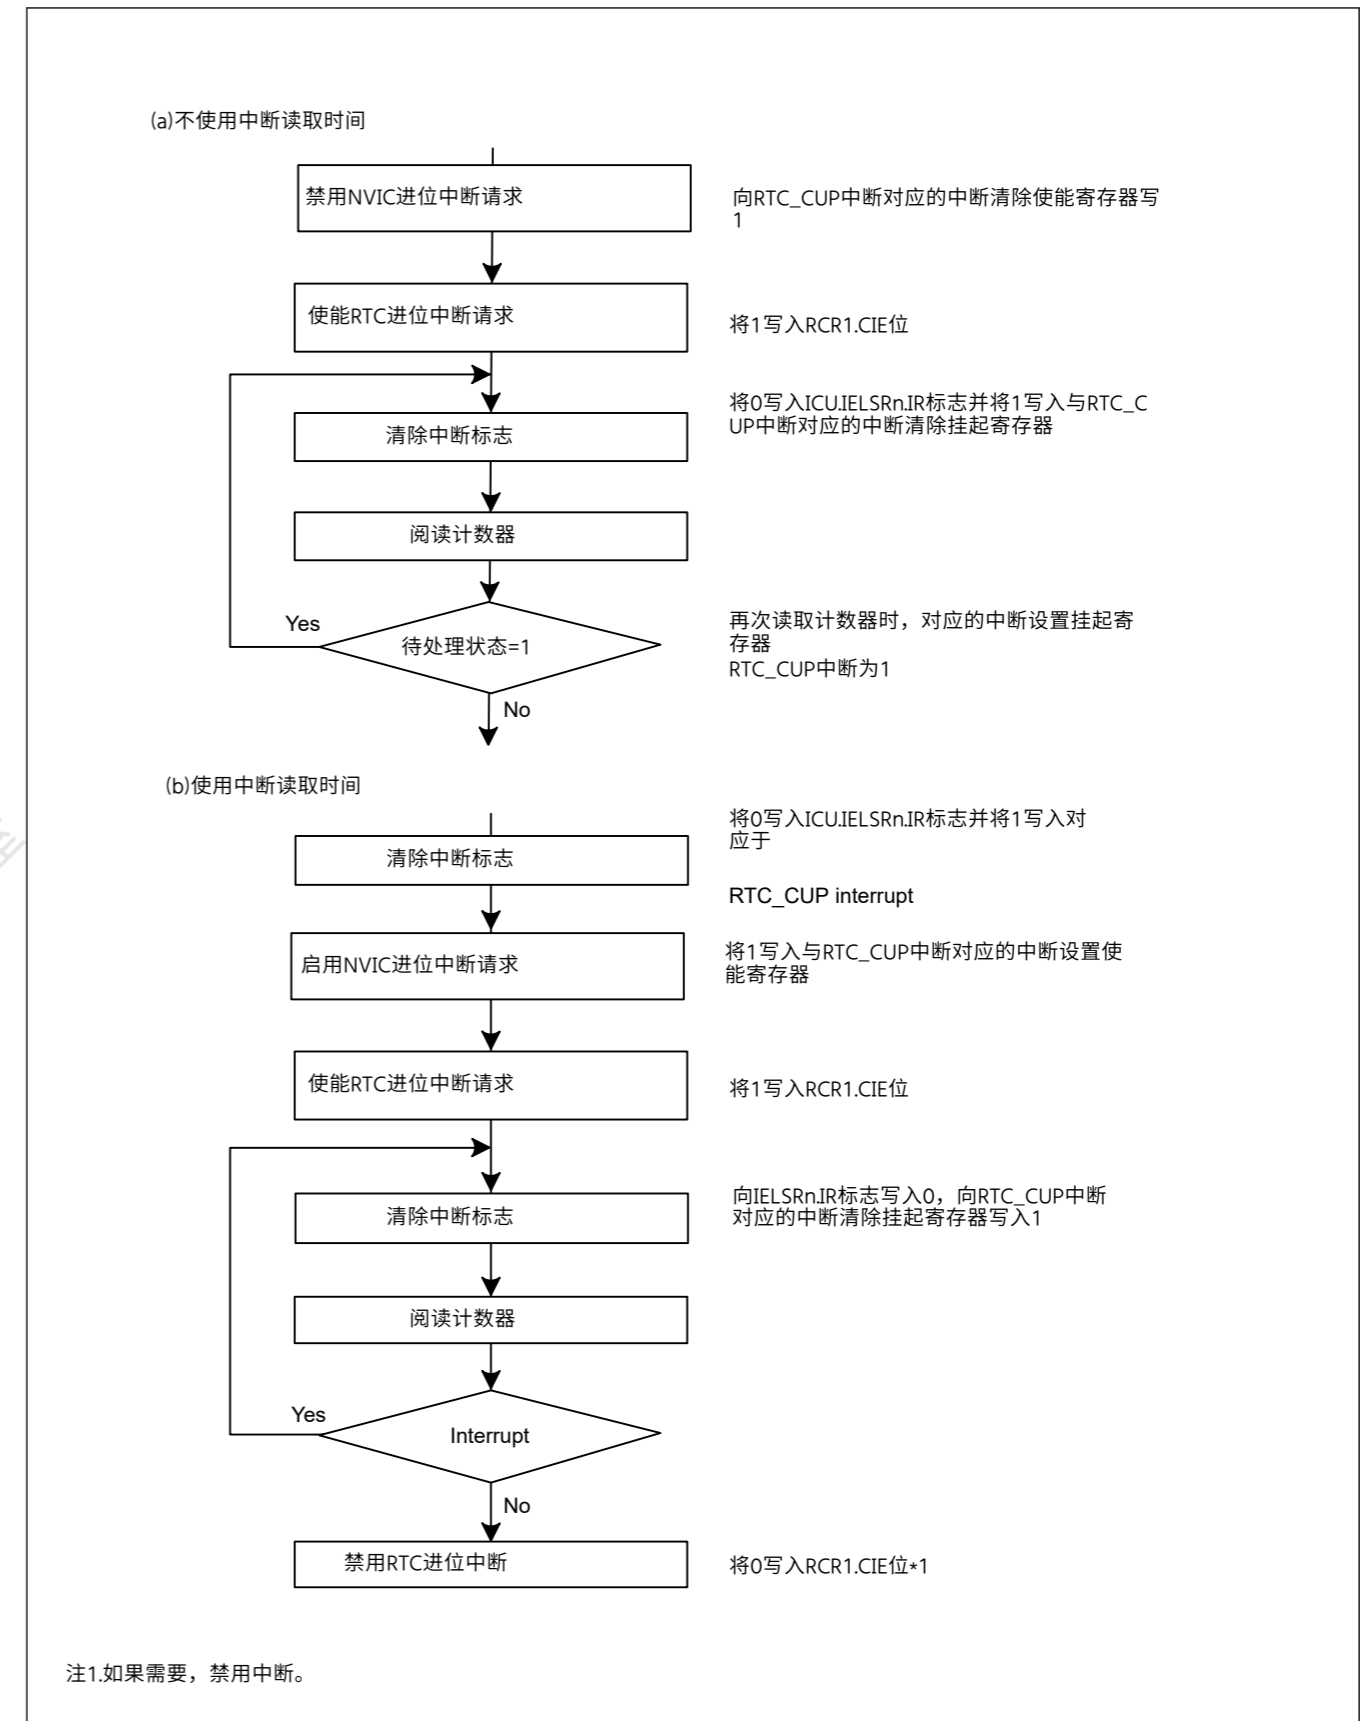 (a)不使用中断读取时间
禁用NVIC进位中断请求
向RTC_CUP中断对应的中断清除使能寄存器写
1
使能RTC进位中断请求
将1写入RCR1.CIE位
将0写入ICU.IELSRn.IR标志并将1写入与RTC_C
UP中断对应的中断清除挂起寄存器
清除中断标志
阅读计数器
Yes
待处理状态=1
再次读取计数器时，对应的中断设置挂起寄
存器
RTC_CUP中断为1
No
(b)使用中断读取时间
将0写入ICU.IELSRn.IR标志并将1写入对
应于
清除中断标志
RTC_CUP interrupt
启用NVIC进位中断请求
将1写入与RTC_CUP中断对应的中断设置使
能寄存器
使能RTC进位中断请求
将1写入RCR1.CIE位
向IELSRn.IR标志写入0，向RTC_CUP中断
对应的中断清除挂起寄存器写入1
清除中断标志
阅读计数器
Yes
Interrupt
No
禁用RTC进位中断
将0写入RCR1.CIE位*1
注1.如果需要，禁用中断。